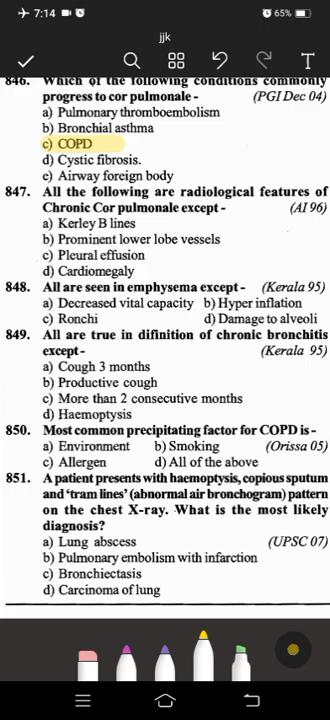 7:14
65%
jjk
T
846. Which of the following conditions commonly
progress to cor pulmonale - (PGI Dec 04)
a) Pulmonary thromboembolism
b) Bronchial asthma
c) COPD
d) Cystic fibrosis.
e) Airway foreign body
847. All the following are radiological features of
Chronic Cor pulmonale except - (AI 96)
a) Kerley B lines
b) Prominent lower lobe vessels
c) Pleural effusion
d) Cardiomegaly
848. All are seen in emphysema except - (Kerala 95)
a) Decreased vital capacity b) Hyper inflation
c) Ronchi d) Damage to alveoli
849. All are true in difinition of chronic bronchitis
except - (Kerala 95)
a) Cough 3 months
b) Productive cough
c) More than 2 consecutive months
d) Haemoptysis
850. Most common precipitating factor for COPD is -
a) Environment b) Smoking (Orissa 05)
c) Allergen d) All of the above
851. A patient presents with haemoptysis, copious sputum
and ‘tram lines’ (abnormal air bronchogram) pattern
on the chest X-ray. What is the most likely
diagnosis?
a) Lung abscess (UPSC 07)
b) Pulmonary embolism with infarction
c) Bronchiectasis
d) Carcinoma of lung